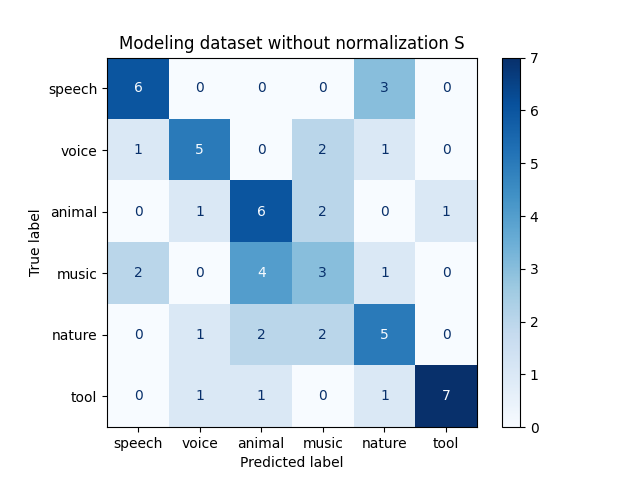 Modeling dataset without normalization S
7
speech 6 0 0 0 3 0
6
voice 1 5 0 2 1 0
5
animal 0 1 6 2 0 1
4
True label
music 2 0 4 3 1 0
3
nature 0 1 2 2 5 0
2
tool 0 1 1 0 1 7
1
0
speech voice animal music nature tool
Predicted label